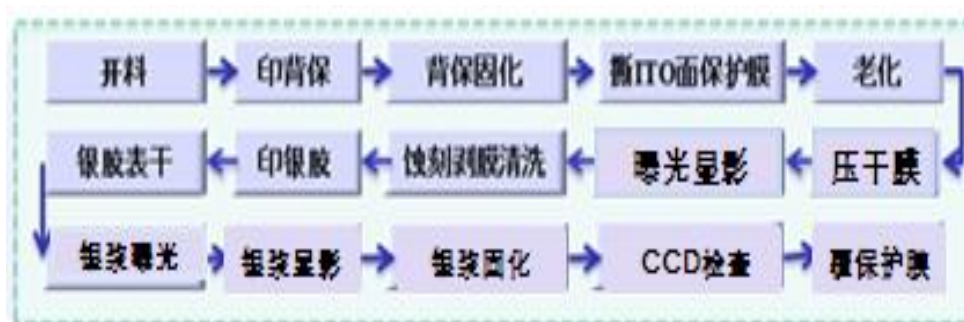 开料
印背保
背保固化
撕ITO面保护膜
老化
压干膜
曝光显影
蚀刻剥膜清洗
印银胶
银胶表干
银浆曝光
银浆显影
银浆固化
CCD检查
覆保护膜